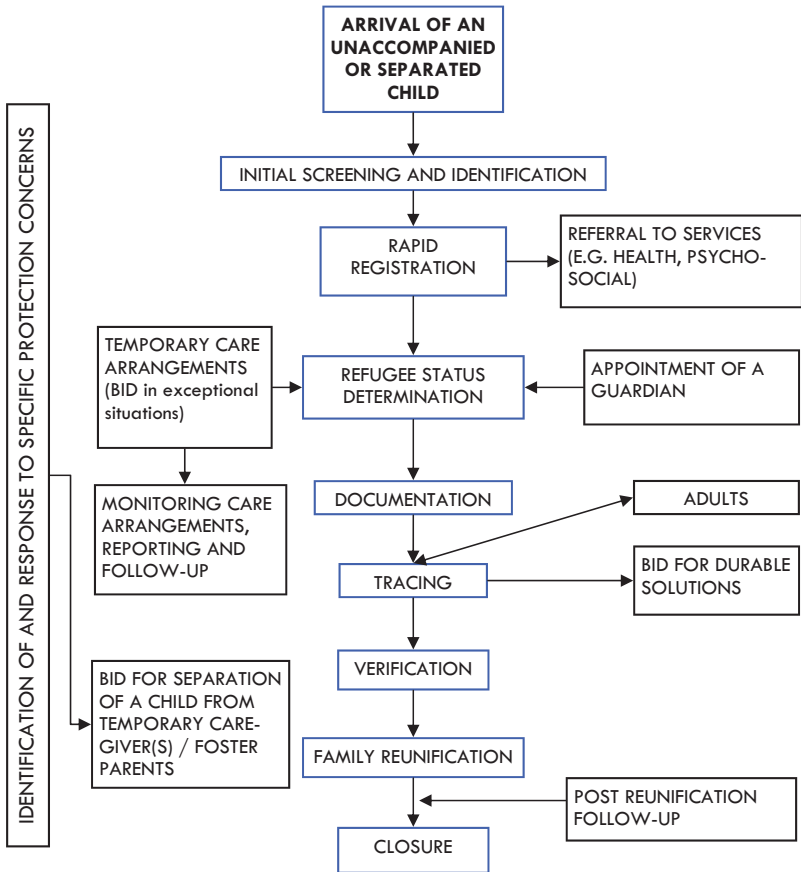 ARRIVAL OF AN
UNACCOMPANIED
OR SEPARATED
CHILD
IDENTIFICATION OF AND RESPONSE TO SPECIFIC PROTECTION CONCERNS
INITIAL SCREENING AND IDENTIFICATION
RAPID
REGISTRATION
REFERRAL TO SERVICES
(E.G. HEALTH, PSYCHO-
SOCIAL)
TEMPORARY CARE
ARRANGEMENTS
(BID in exceptional
situations)
REFUGEE STATUS
DETERMINATION
APPOINTMENT OF A
GUARDIAN
MONITORING CARE
ARRANGEMENTS,
REPORTING AND
FOLLOW-UP
DOCUMENTATION
ADULTS
TRACING
BID FOR DURABLE
SOLUTIONS
VERIFICATION
BID FOR SEPARATION
OF A CHILD FROM
TEMPORARY CARE-
GIVER(S) / FOSTER
PARENTS
FAMILY REUNIFICATION
POST REUNIFICATION
FOLLOW-UP
CLOSURE